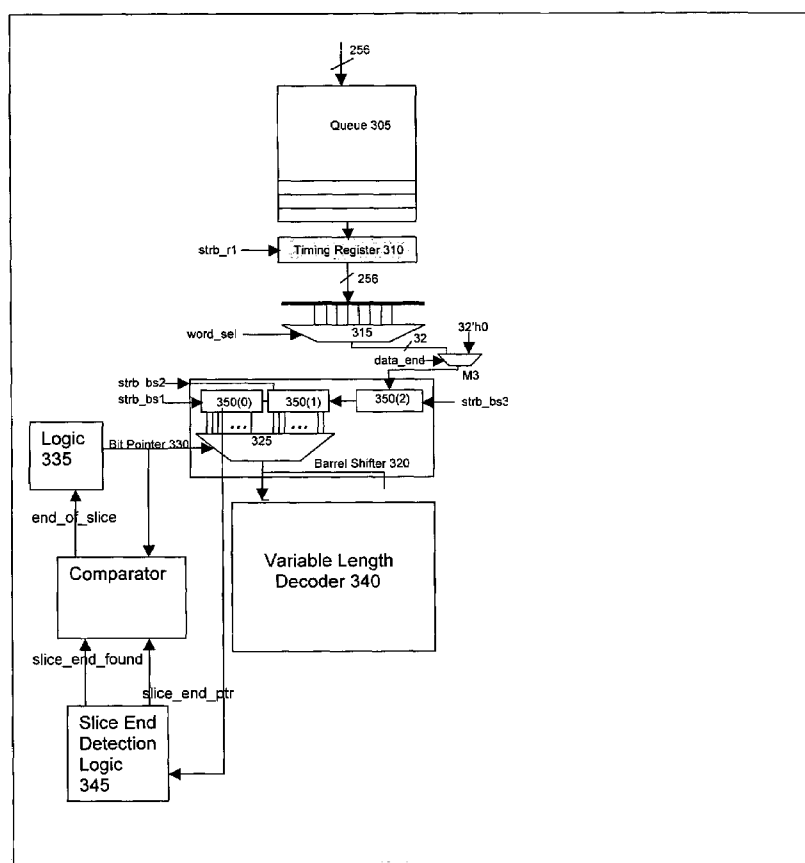 256
Queue 305
strb_r1
Timing Register 310
256
word_sel
315
32
32'h0
data_end
M3
strb_bs2
strb_bs1
350(0)
350(1)
350(2)
strb_bs3
...
...
Logic
335
Bit Pointer 330
325
Barrel Shifter 320
end_of_slice
Variable Length
Decoder 340
Comparator
slice_end_found
slice_end_ptr
Slice End
Detection
Logic
345